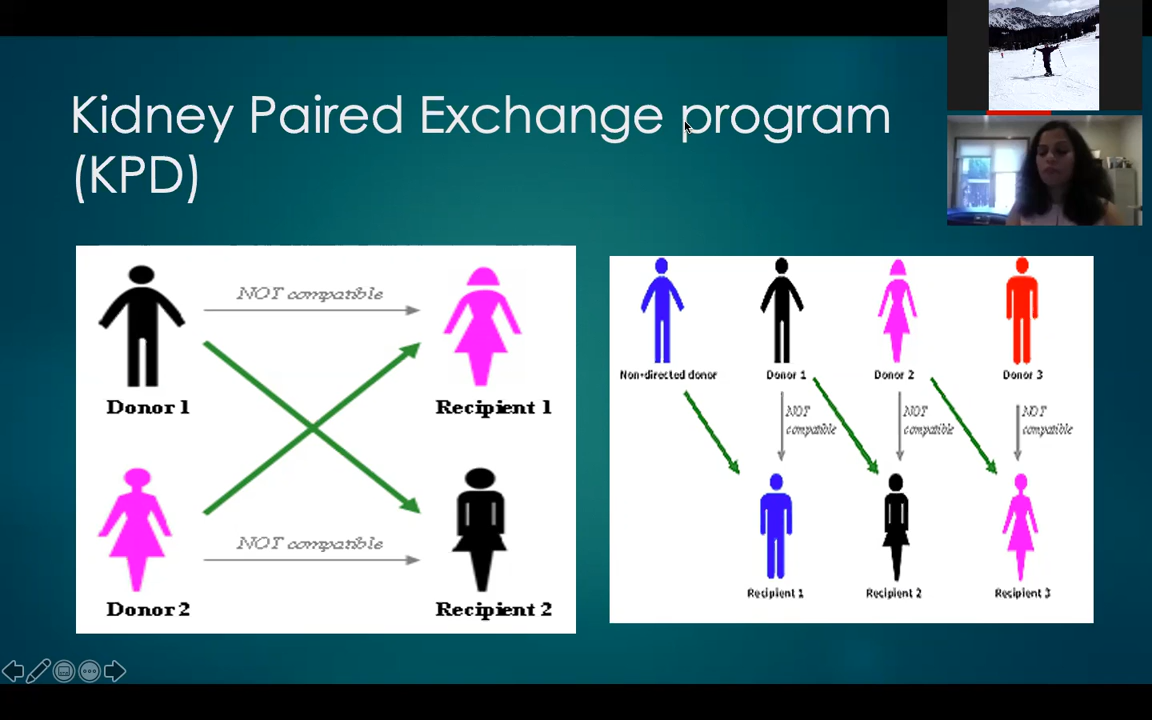 Kidney Paired Exchange program
(KPD)
NOT compatible
Donor 1
Recipient 1
NOT compatible
Donor 2
Recipient 2
Non-directed donor
Donor 1
Donor 2
Donor 3
NOT
compatible
NOT
compatible
NOT
compatible
Recipient 1
Recipient 2
Recipient 3